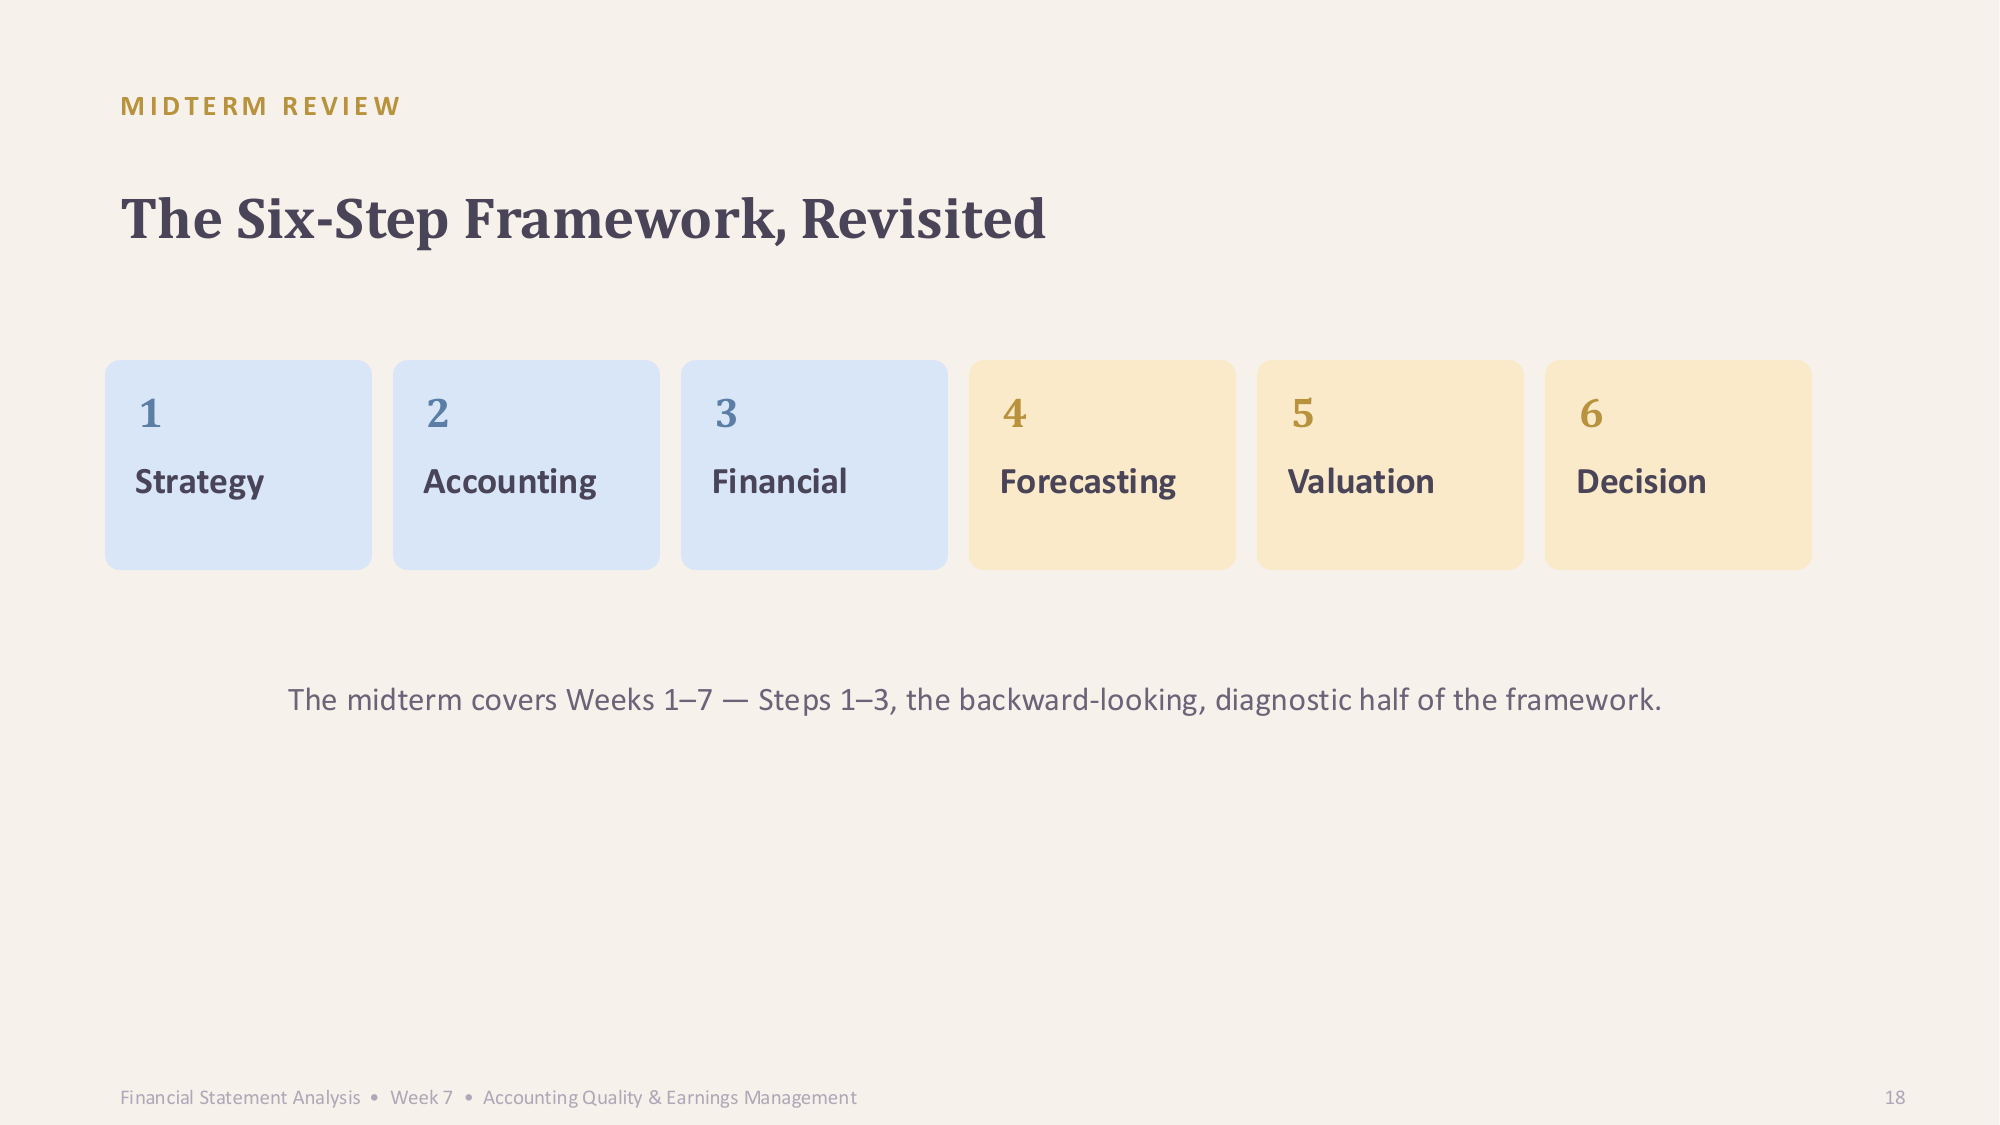 MIDTERM REVIEW
The Six-Step Framework, Revisited
1
Strategy
2
Accounting
3
Financial
4
Forecasting
5
Valuation
6
Decision
The midterm covers Weeks 1–7 — Steps 1–3, the backward-looking, diagnostic half of the framework.
Financial Statement Analysis • Week 7 • Accounting Quality & Earnings Management
18